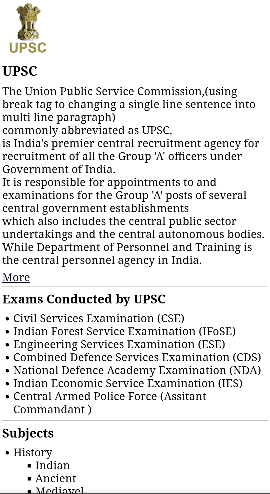 UPSC
UPSC
The Union Public Service Commission,(using
break tag to changing a single line sentence into
multi line paragraph)
commonly abbreviated as UPSC,
is India's premier central recruitment agency for
recruitment of all the Group 'A' officers under
Government of India.
It is responsible for appointments to and
examinations for the Group 'A' posts of several
central government establishments
which also includes the central public sector
undertakings and the central autonomous bodies.
While Department of Personnel and Training is
the central personnel agency in India.
More
Exams Conducted by UPSC
• Civil Services Examination (CSE)
• Indian Forest Service Examination (IFoSE)
• Engineering Services Examination (ESE)
• Combined Defence Services Examination (CDS)
• National Defence Academy Examination (NDA)
• Indian Economic Service Examination (IES)
• Central Armed Police Force (Assitant
Commandant )
Subjects
• History
▪ Indian
▪ Ancient
▪ Mediavel